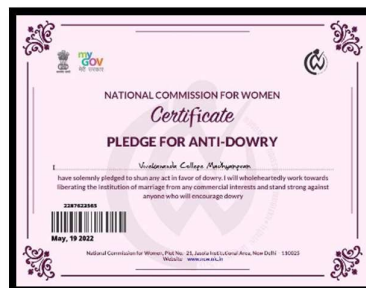 my
GOV
मेरी सरकार
NATIONAL COMMISSION FOR WOMEN
Certificate
PLEDGE FOR ANTI-DOWRY
I Vivekananda College Madhyamgram
have solemnly pledged to shun any act in favor of dowry. I will wholeheartedly work towards
liberating the institution of marriage from any commercial interests and stand strong against
anyone who will encourage dowry
2287622565
May, 19 2022
National Commission for Women, Plot No. 21, Jasola Institutional Area, New Delhi - 110025
Website: www.ncw.nic.in